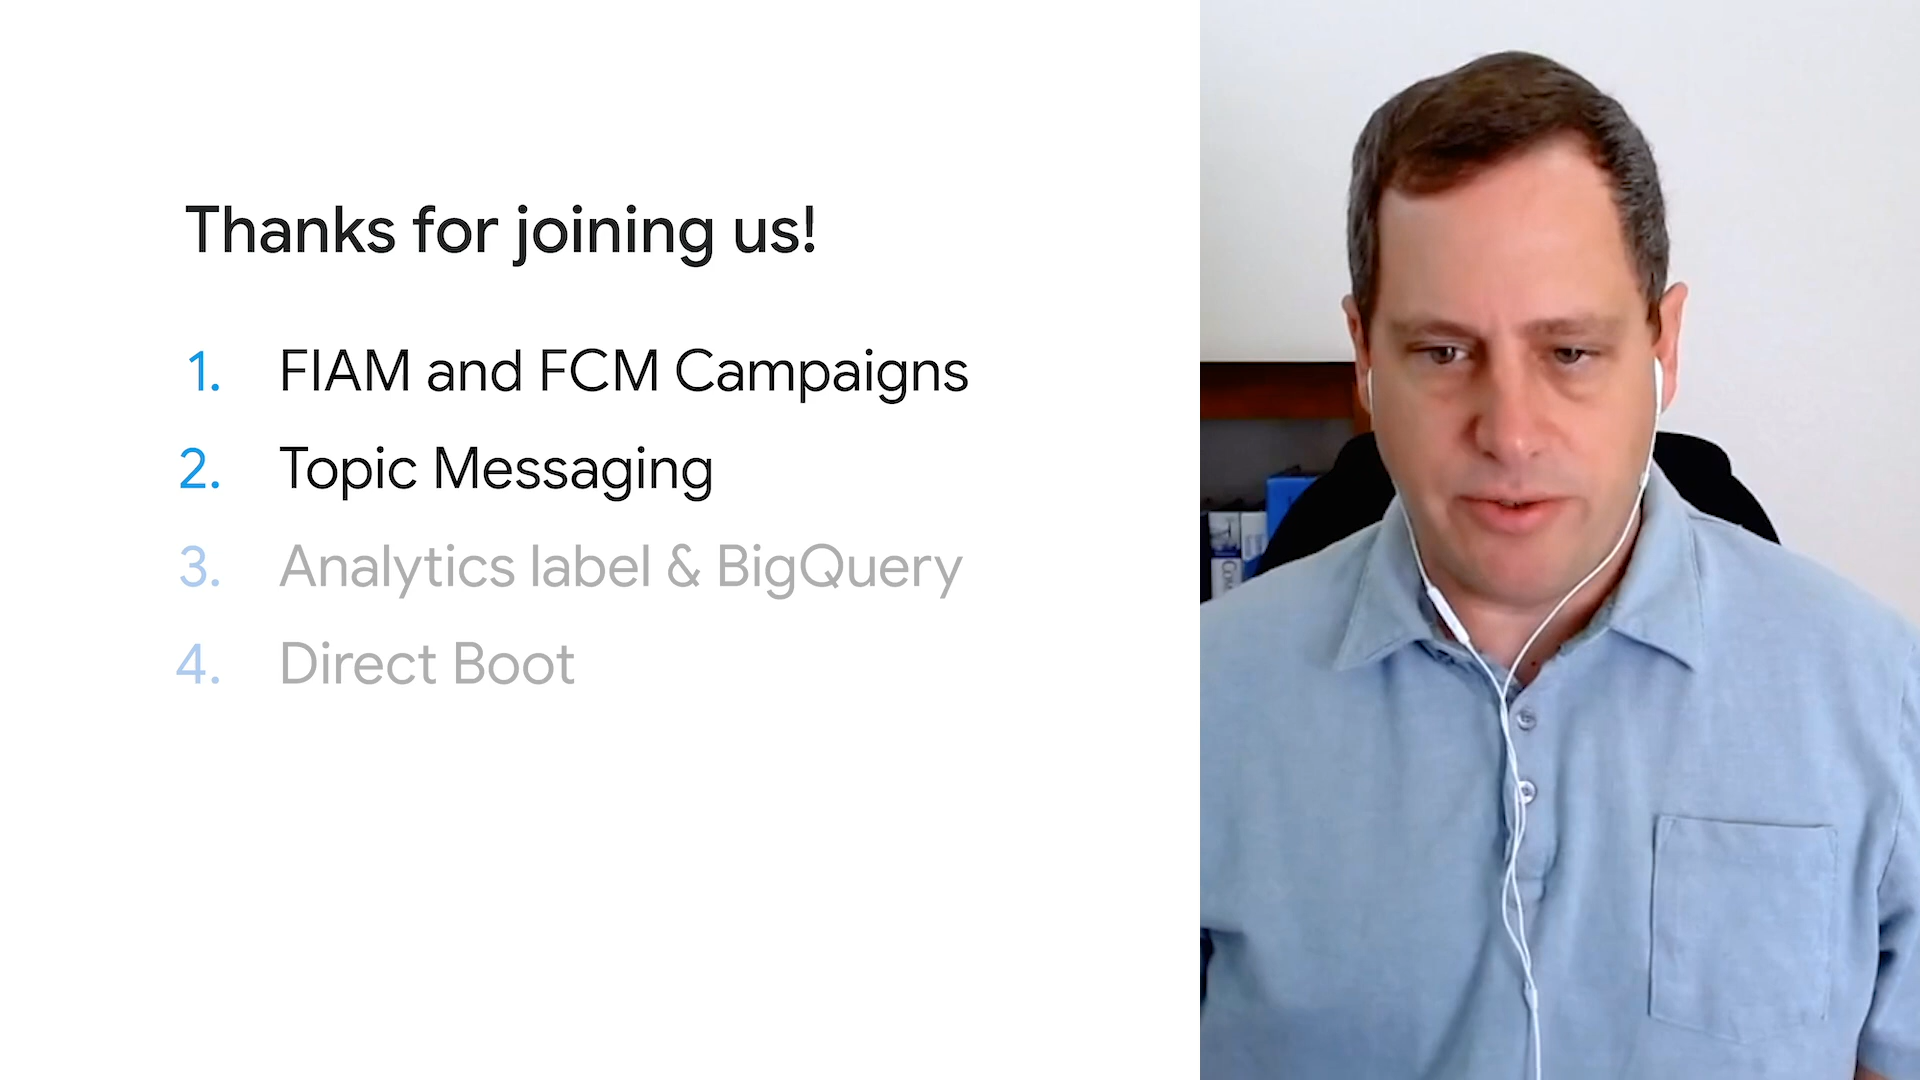 Thanks for joining us!
1. FIAM and FCM Campaigns
2. Topic Messaging
3. Analytics label & BigQuery
4. Direct Boot